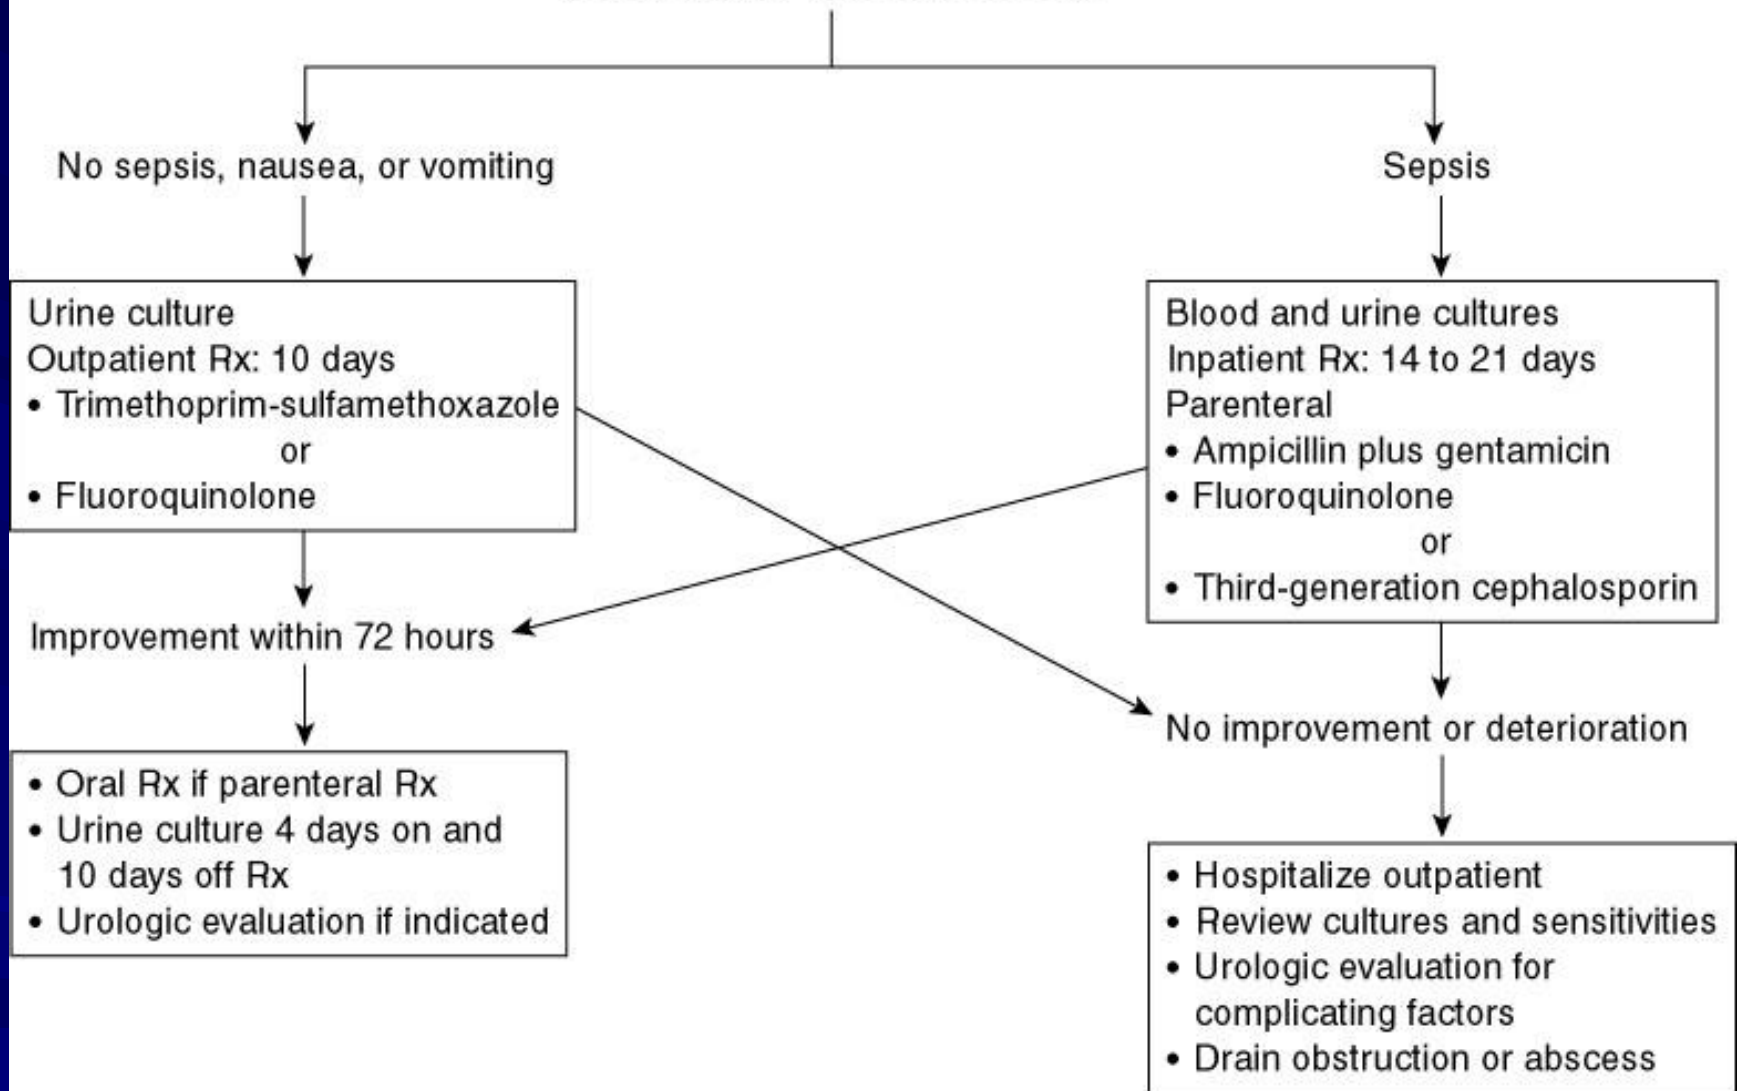 No sepsis, nausea, or vomiting
Sepsis
Urine culture
Outpatient Rx: 10 days
• Trimethoprim-sulfamethoxazole
or
• Fluoroquinolone
Blood and urine cultures
Inpatient Rx: 14 to 21 days
Parenteral
• Ampicillin plus gentamicin
• Fluoroquinolone
or
• Third-generation cephalosporin
Improvement within 72 hours
No improvement or deterioration
• Oral Rx if parenteral Rx
• Urine culture 4 days on and
10 days off Rx
• Urologic evaluation if indicated
• Hospitalize outpatient
• Review cultures and sensitivities
• Urologic evaluation for
complicating factors
• Drain obstruction or abscess